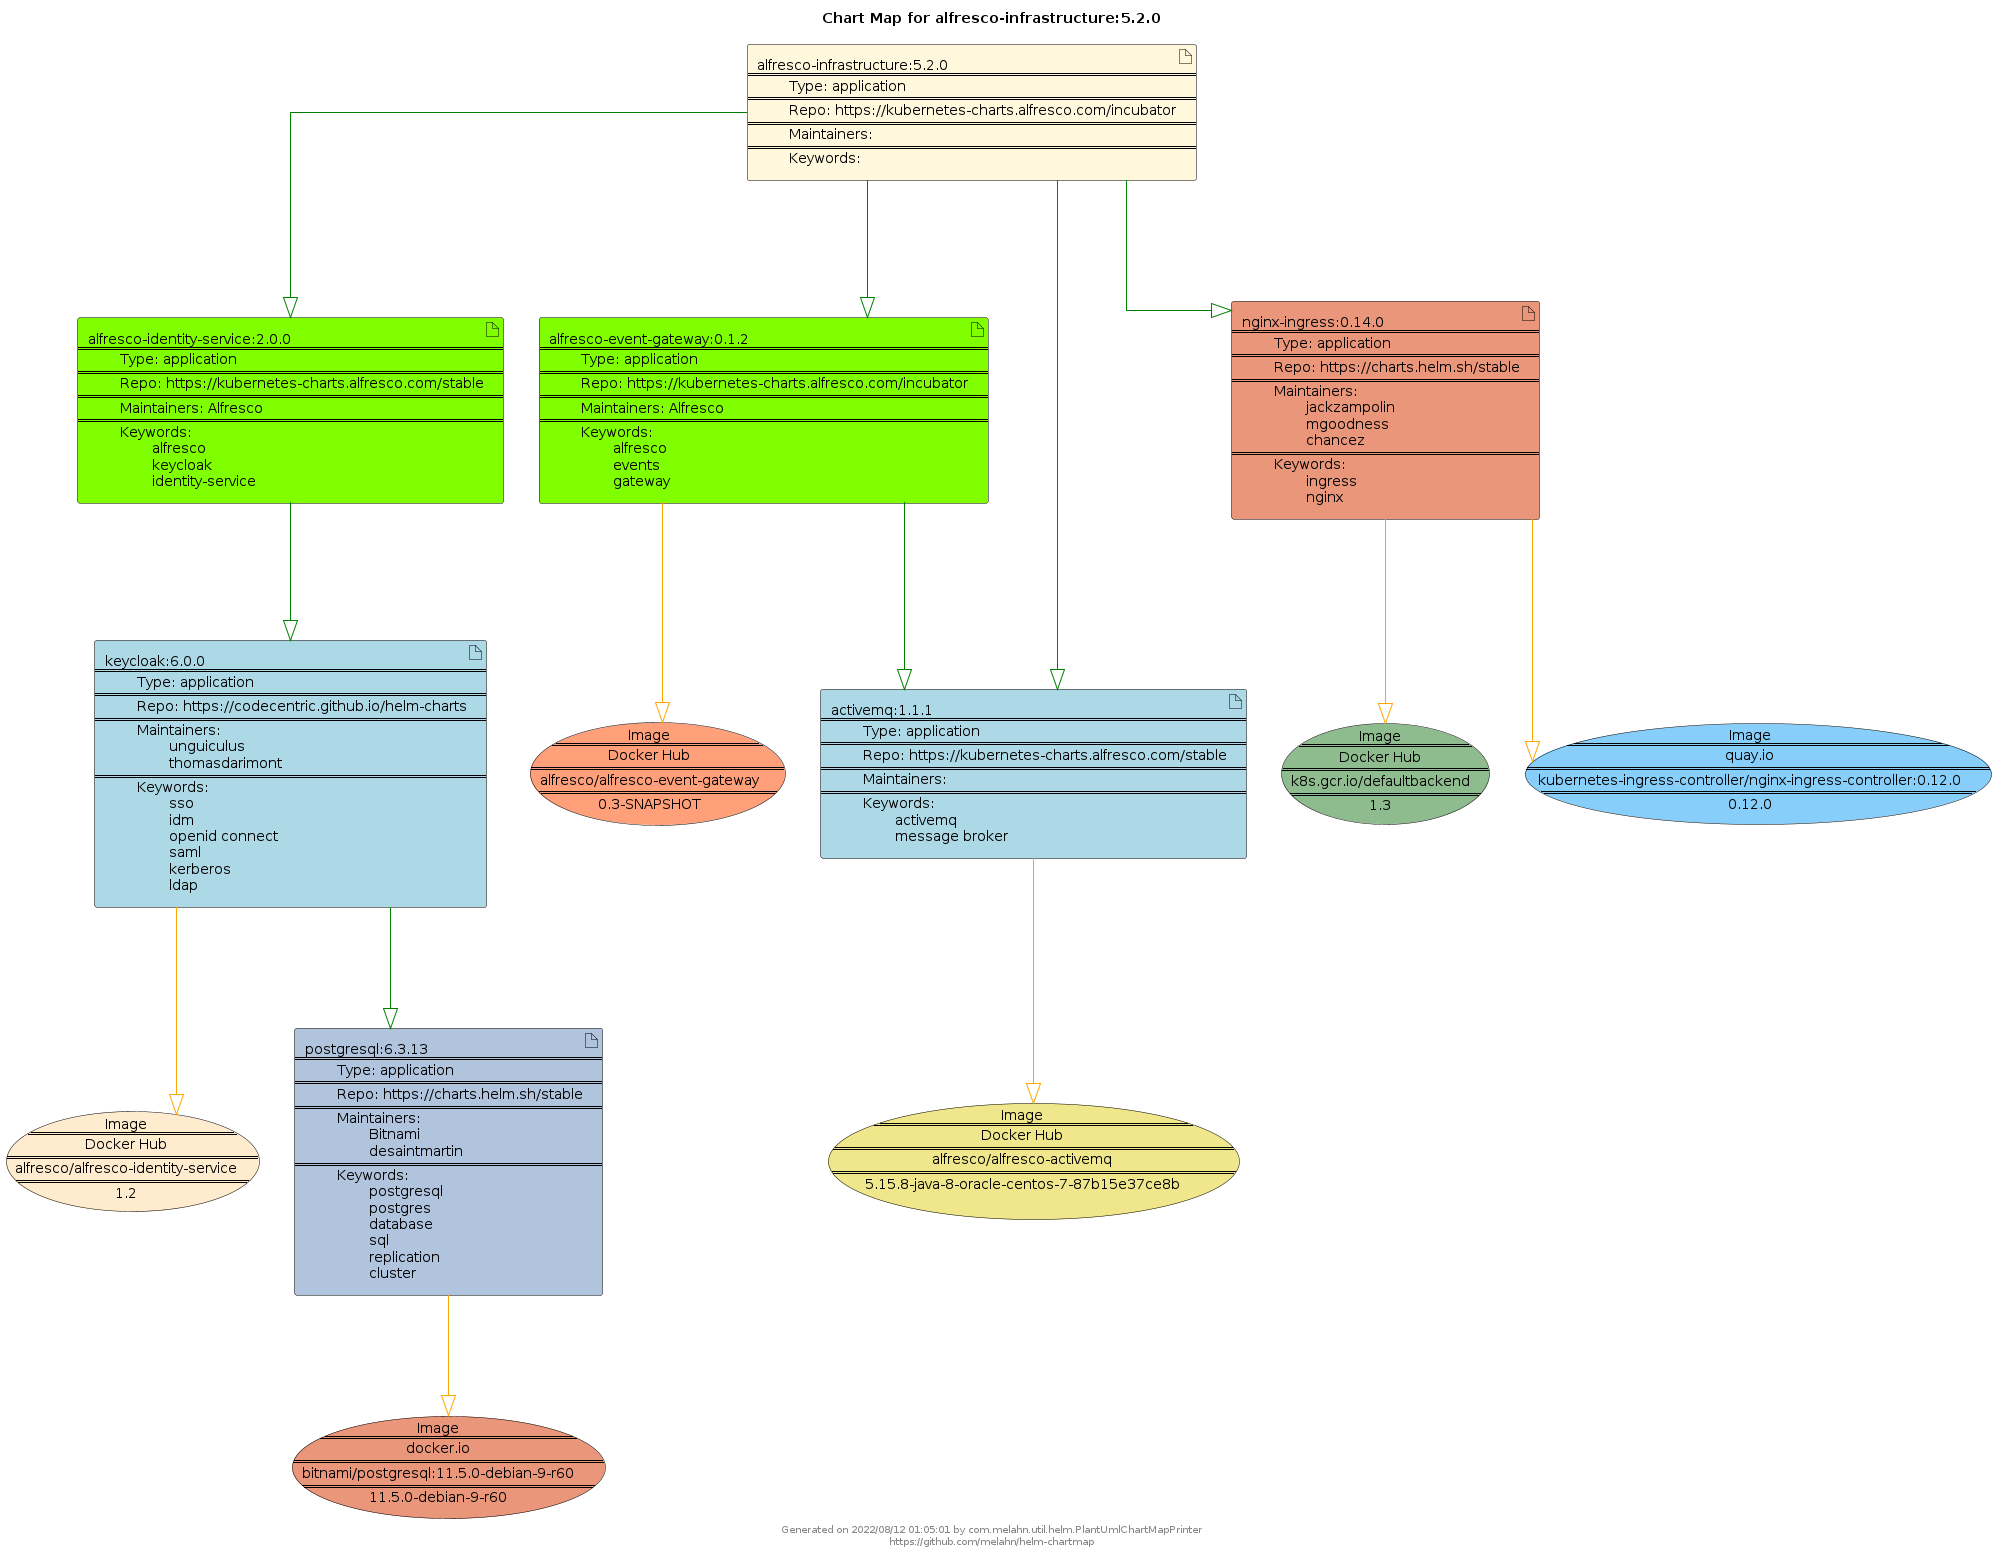 Chart Map for alfresco-infrastructure:5.2.0
alfresco-infrastructure:5.2.0
Type: application
Repo: https://kubernetes-charts.alfresco.com/incubator
Maintainers:
Keywords:
alfresco-identity-service:2.0.0
Type: application
Repo: https://kubernetes-charts.alfresco.com/stable
Maintainers: Alfresco
Keywords:
alfresco
keycloak
identity-service
alfresco-event-gateway:0.1.2
Type: application
Repo: https://kubernetes-charts.alfresco.com/incubator
Maintainers: Alfresco
Keywords:
alfresco
events
gateway
nginx-ingress:0.14.0
Type: application
Repo: https://charts.helm.sh/stable
Maintainers:
jackzampolin
mgoodness
chancez
Keywords:
ingress
nginx
keycloak:6.0.0
Type: application
Repo: https://codecentric.github.io/helm-charts
Maintainers:
unguiculus
thomasdarimont
Keywords:
sso
idm
openid connect
saml
kerberos
ldap
Image
Docker Hub
alfresco/alfresco-event-gateway
0.3-SNAPSHOT
activemq:1.1.1
Type: application
Repo: https://kubernetes-charts.alfresco.com/stable
Maintainers:
Keywords:
activemq
message broker
Image
Docker Hub
k8s.gcr.io/defaultbackend
1.3
Image
quay.io
kubernetes-ingress-controller/nginx-ingress-controller:0.12.0
0.12.0
Image
Docker Hub
alfresco/alfresco-identity-service
1.2
postgresql:6.3.13
Type: application
Repo: https://charts.helm.sh/stable
Maintainers:
Bitnami
desaintmartin
Keywords:
postgresql
postgres
database
sql
replication
cluster
Image
Docker Hub
alfresco/alfresco-activemq
5.15.8-java-8-oracle-centos-7-87b15e37ce8b
Image
docker.io
bitnami/postgresql:11.5.0-debian-9-r60
11.5.0-debian-9-r60
Generated on 2022/08/12 01:05:01 by com.melahn.util.helm.PlantUmlChartMapPrinter
https://github.com/melahn/helm-chartmap